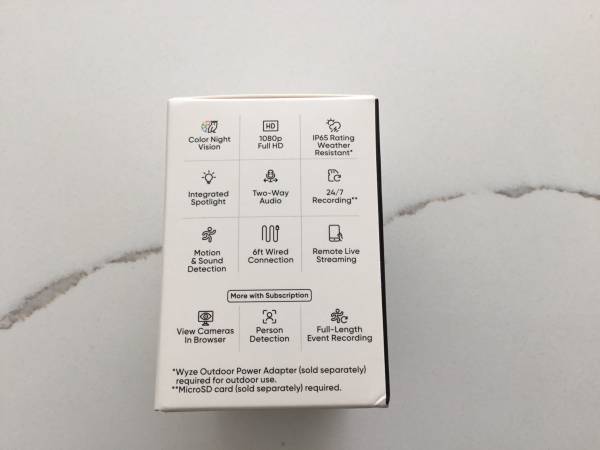 Color Night
Vision
HD
1080p
Full HD
IP65 Rating
Weather
Resistant*
Integrated
Spotlight
Two-Way
Audio
24/7
Recording**
Motion
& Sound
Detection
6ft Wired
Connection
Remote Live
Streaming
More with Subscription
View Cameras
In Browser
Person
Detection
Full-Length
Event Recording
*Wyze Outdoor Power Adapter (sold separately)
required for outdoor use.
**MicroSD card (sold separately) required.